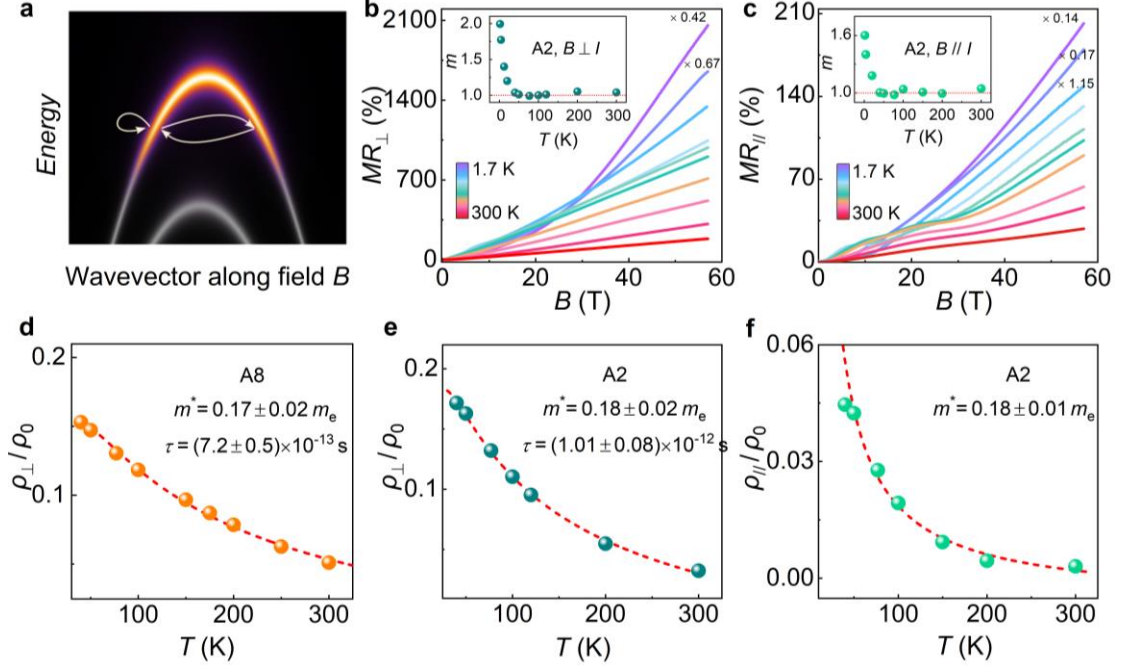 a
Energy
Wavevector along field B
b
2100
1400
700
0
MR⊥ (%)
0
20
40
60
B (T)
× 0.42
× 0.67
1.7 K
300 K
2.0
1.5
1.0
m
A2, B ⊥ I
0
100
200
300
T (K)
c
210
140
70
0
MR// (%)
0
20
40
60
B (T)
× 0.14
× 0.17
× 1.15
1.7 K
300 K
1.6
1.0
m
A2, B // I
0
100
200
300
T (K)
d
0.2
0.1
ρ⊥/ρ0
A8
m* = 0.17 ± 0.02 me
τ = (7.2 ± 0.5)×10-13 s
100
200
300
T (K)
e
0.2
0.1
ρ⊥/ρ0
A2
m* = 0.18 ± 0.02 me
τ = (1.01 ± 0.08)×10-12 s
100
200
300
T (K)
f
0.06
0.03
0.00
ρ///ρ0
A2
m* = 0.18 ± 0.01 me
100
200
300
T (K)